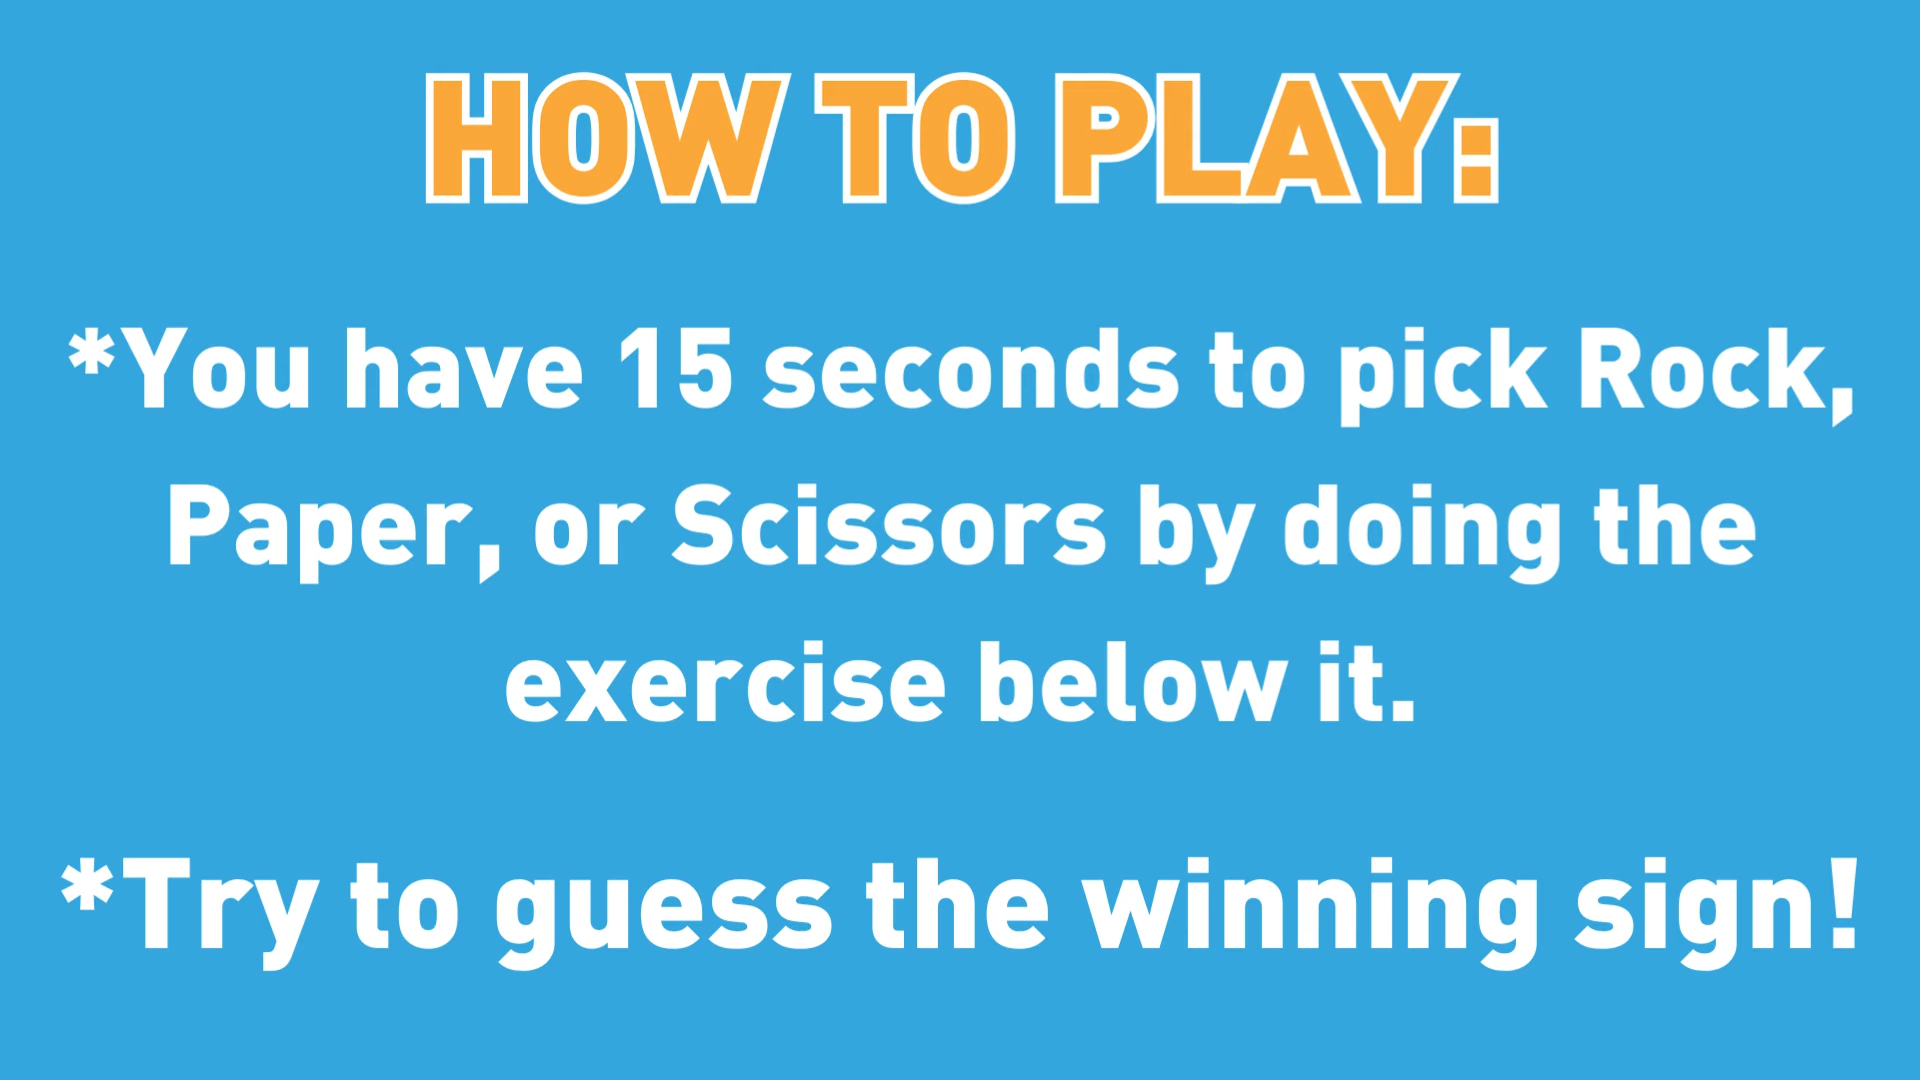 HOW TO PLAY:
*You have 15 seconds to pick Rock,
Paper, or Scissors by doing the
exercise below it.
*Try to guess the winning sign!